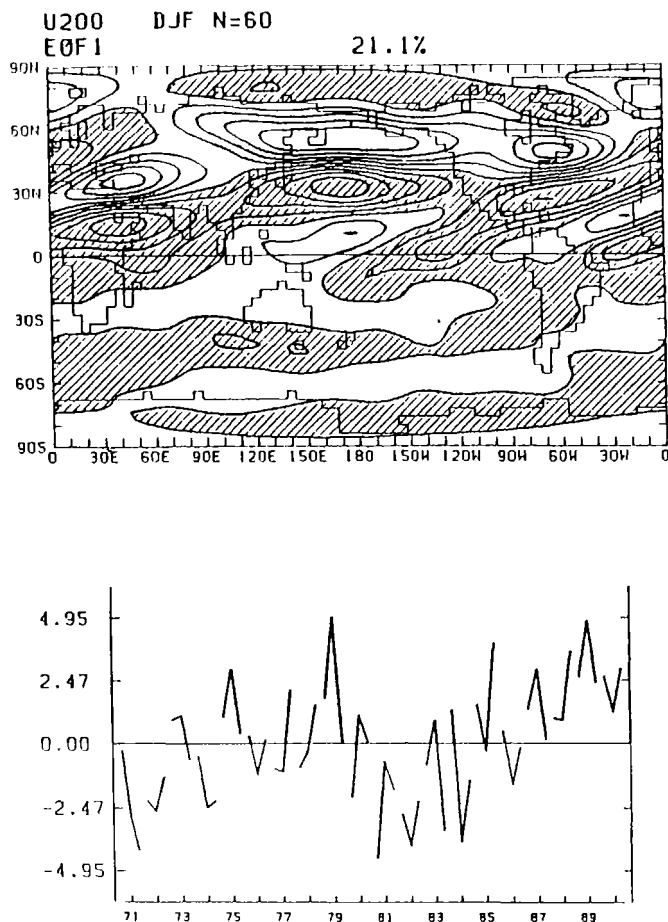 U200 DJF N=60
EOF1 21.1%
90N
60N
30N
0
30S
60S
90S
0 30E 60E 90E 120E 150E 180 150W 120W 90W 60W 30W 0
4.95
2.47
0.00
-2.47
-4.95
71 73 75 77 79 81 83 85 87 89